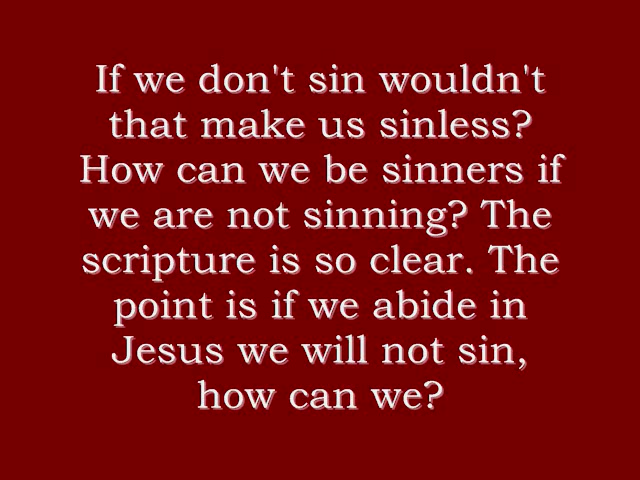 If we don't sin wouldn't
that make us sinless?
How can we be sinners if
we are not sinning? The
scripture is so clear. The
point is if we abide in
Jesus we will not sin,
how can we?